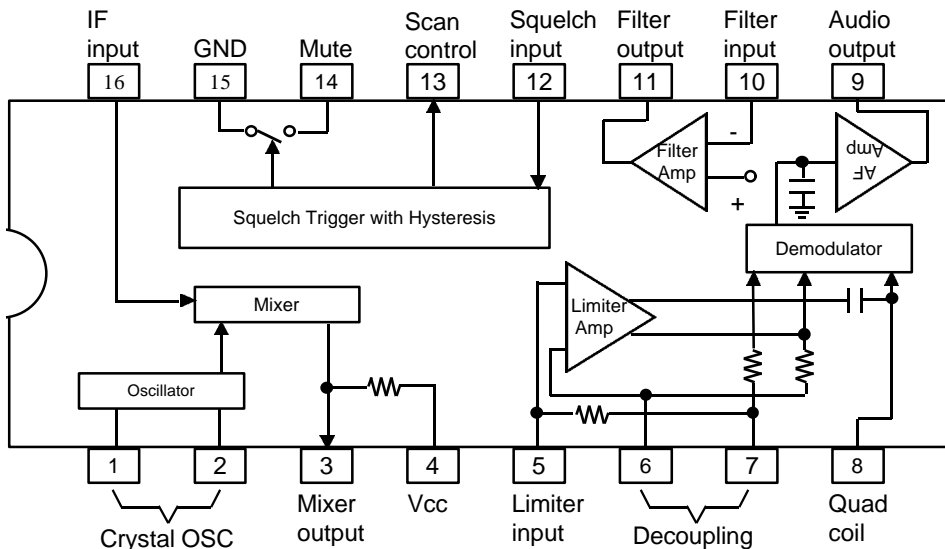 IF input
GND
Mute
Scan control
Squelch input
Filter output
Filter input
Audio output
16
15
14
13
12
11
10
9
-
+
Filter Amp
AF Amp
Squelch Trigger with Hysteresis
Demodulator
Mixer
Limiter Amp
Oscillator
1
2
3
4
5
6
7
8
Crystal OSC
Mixer output
Vcc
Limiter input
Decoupling
Quad coil